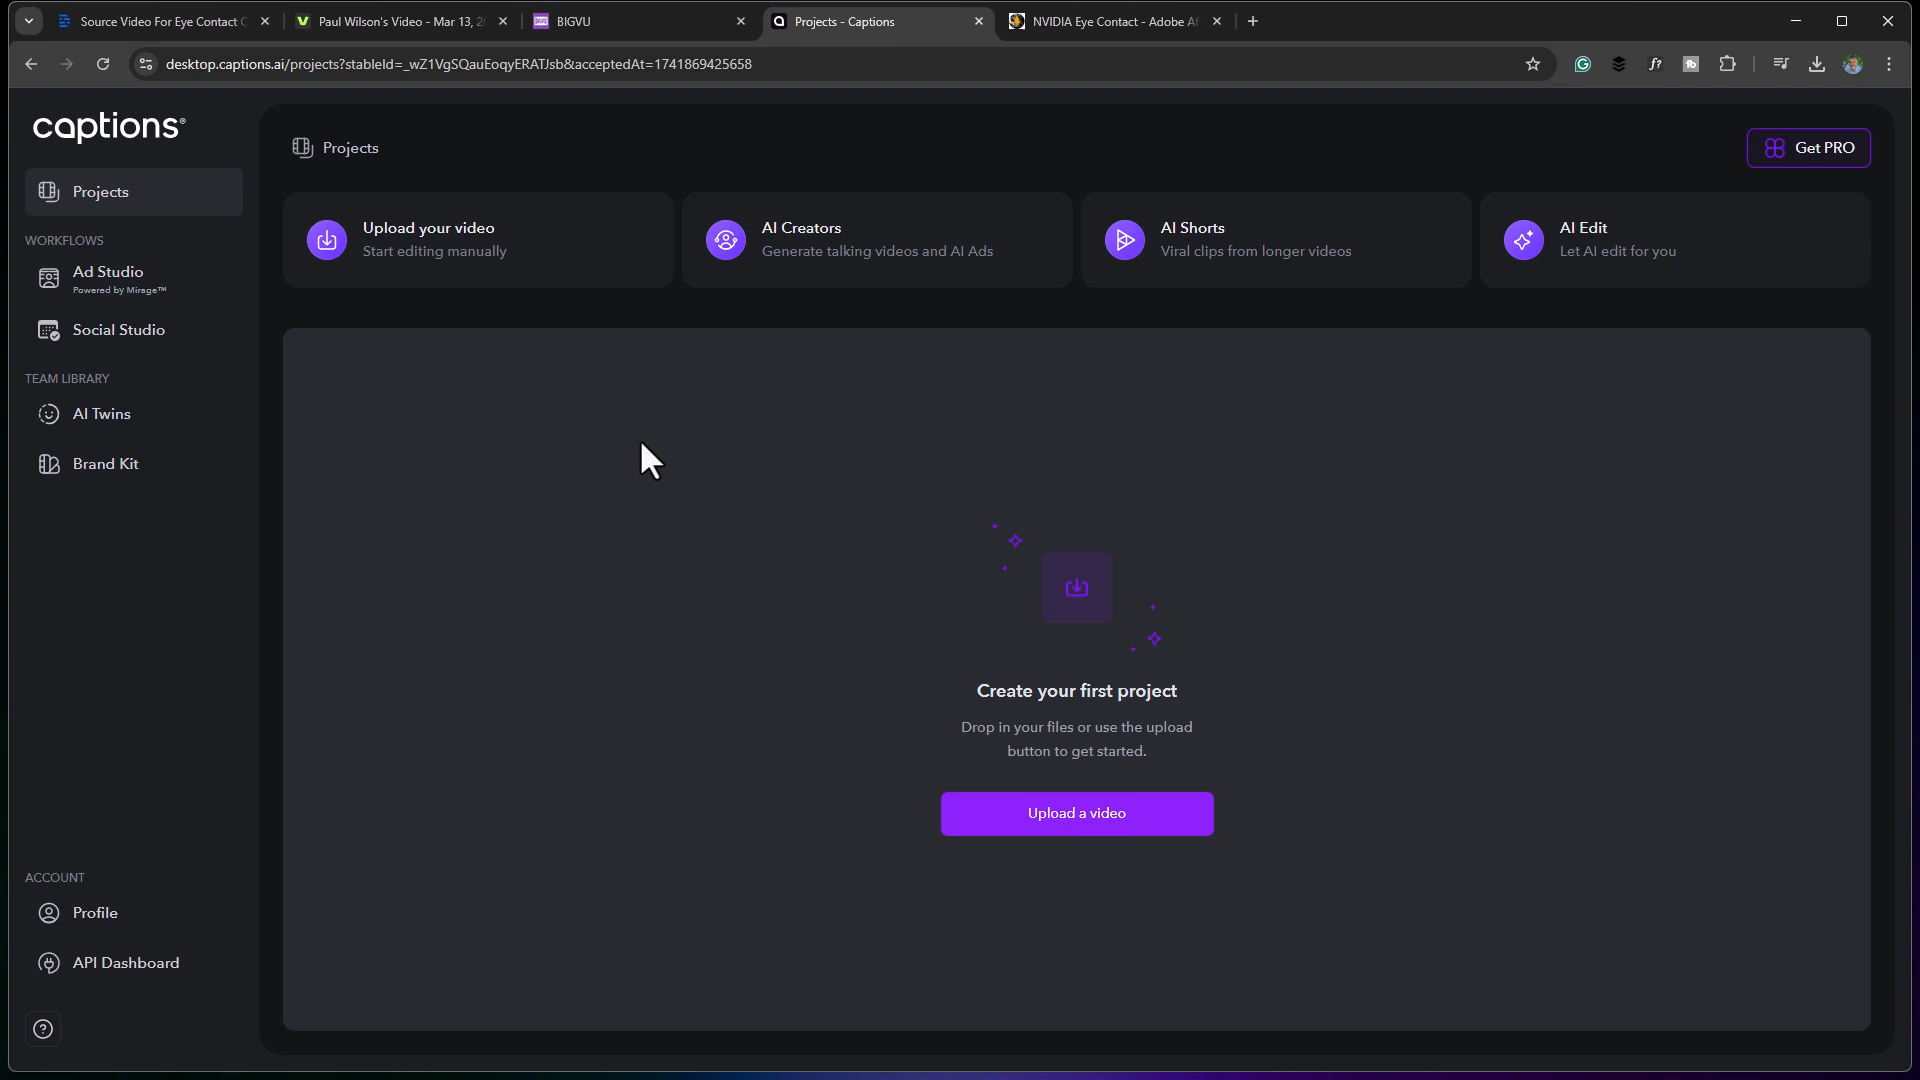 Source Video For Eye Contact C
Paul Wilson's Video - Mar 13, 2
BIGVU
Projects - Captions
NVIDIA Eye Contact - Adobe Af
desktop.captions.ai/projects?stableId=_wZ1VgSQauEoqyERATJsb&acceptedAt=1741869425658
captions
Projects
Get PRO
Projects
Upload your video
Start editing manually
AI Creators
Generate talking videos and AI Ads
AI Shorts
Viral clips from longer videos
AI Edit
Let AI edit for you
WORKFLOWS
Ad Studio
Powered by Mirage™
Social Studio
TEAM LIBRARY
AI Twins
Brand Kit
Create your first project
Drop in your files or use the upload
button to get started.
Upload a video
ACCOUNT
Profile
API Dashboard